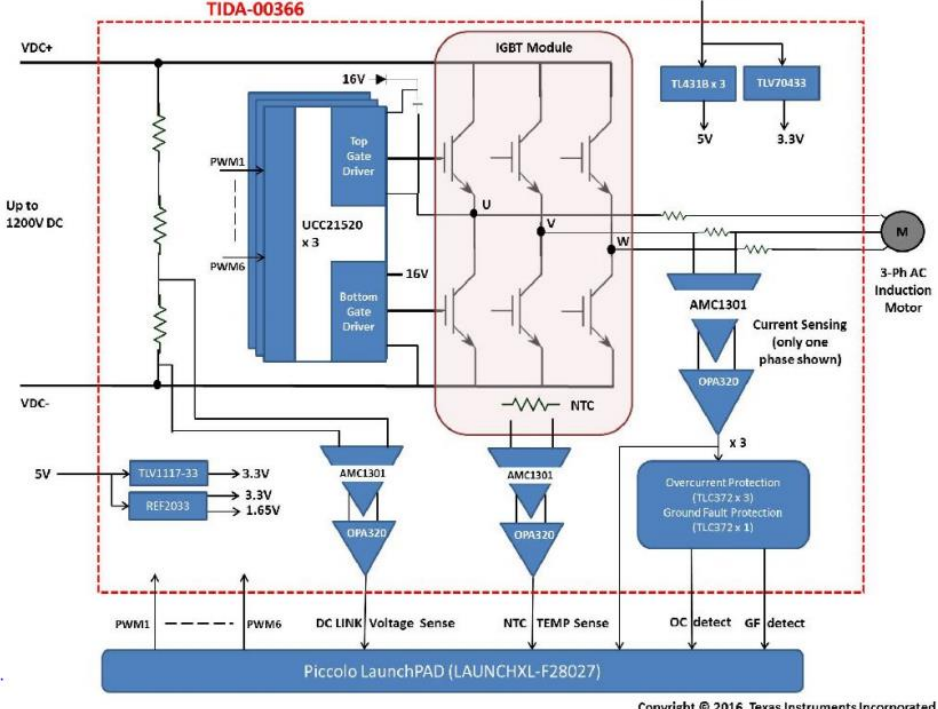 TIDA-00366
VDC+
IGBT Module
16V
TL431B x 3
TLV70433
5V
3.3V
Top
Gate
Driver
PWM1
Up to
1200V DC
UCC21520
x 3
U
V
W
M
PWM6
16V
3-Ph AC
Induction
Motor
Bottom
Gate
Driver
AMC1301
Current Sensing
(only one
phase shown)
OPA320
VDC-
NTC
x 3
5V
TLV1117-33
3.3V
REF2033
3.3V
1.65V
AMC1301
OPA320
AMC1301
OPA320
Overcurrent Protection
(TLC372 x 3)
Ground Fault Protection
(TLC372 x 1)
PWM1
PWM6
DC LINK Voltage Sense
NTC TEMP Sense
OC detect
GF detect
Piccolo LaunchPAD (LAUNCHXL-F28027)
Copyright © 2016, Texas Instruments Incorporated